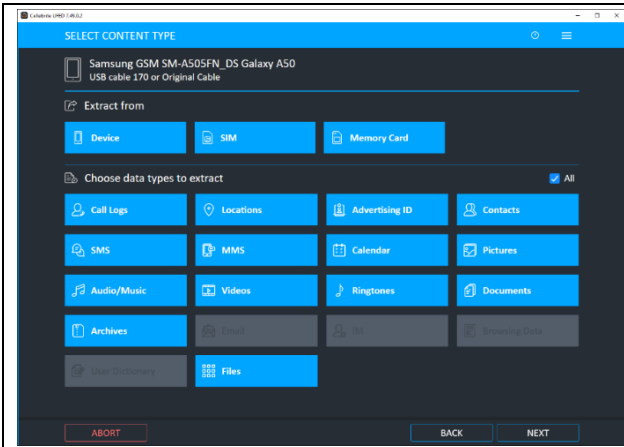 Cellebrite UFED 7.49.0.2
SELECT CONTENT TYPE
Samsung GSM SM-A505FN_DS Galaxy A50
USB cable 170 or Original Cable
Extract from
Device SIM Memory Card
Choose data types to extract All
Call Logs Locations Advertising ID Contacts
SMS MMS Calendar Pictures
Audio/Music Videos Ringtones Documents
Archives Email IM Browsing Data
User Dictionary Files
ABORT BACK NEXT